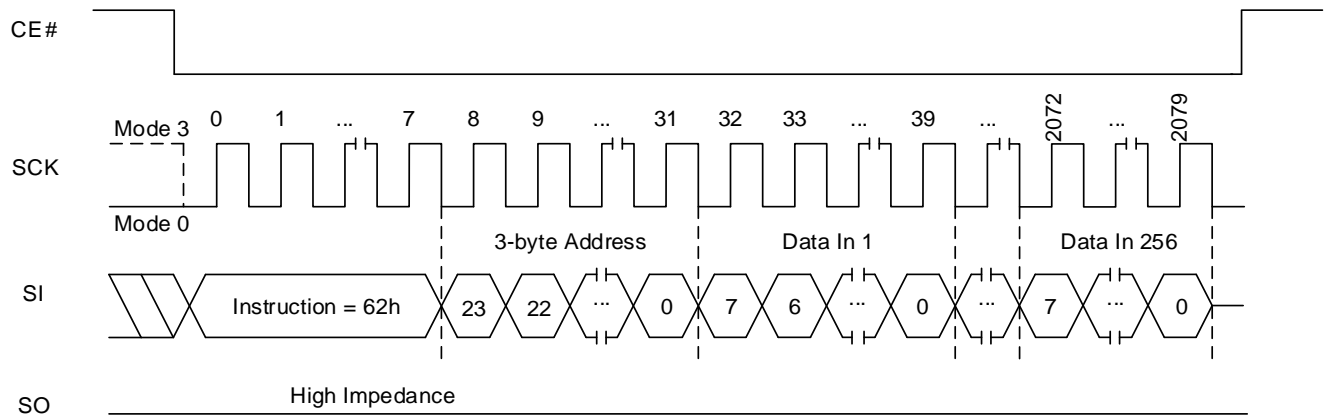 CE#
0 1 ... 7 8 9 ... 31 32 33 ... 39 ... 2072 ... 2079
Mode 3
SCK
Mode 0
3-byte Address Data In 1 Data In 256
SI Instruction = 62h 23 22 ... 0 7 6 ... 0 ... 7 ... 0
High Impedance
SO